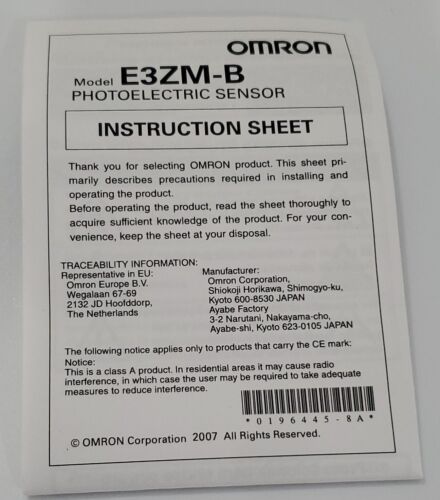 OMRON
Model E3ZM-B
PHOTOELECTRIC SENSOR
INSTRUCTION SHEET
Thank you for selecting OMRON product. This sheet pri-
marily describes precautions required in installing and
operating the product.
Before operating the product, read the sheet thoroughly to
acquire sufficient knowledge of the product. For your con-
venience, keep the sheet at your disposal.
TRACEABILITY INFORMATION:
Representative in EU:
Omron Europe B.V.
Wegalaan 67-69
2132 JD Hoofddorp,
The Netherlands
Manufacturer:
Omron Corporation,
Shiokoji Horikawa, Shimogyo-ku,
Kyoto 600-8530 JAPAN
Ayabe Factory
3-2 Narutani, Nakayama-cho,
Ayabe-shi, Kyoto 623-0105 JAPAN
The following notice applies only to products that carry the CE mark:
Notice:
This is a class A product. In residential areas it may cause radio
interference, in which case the user may be required to take adequate
measures to reduce interference.
*0196445-8A*
© OMRON Corporation 2007 All Rights Reserved.